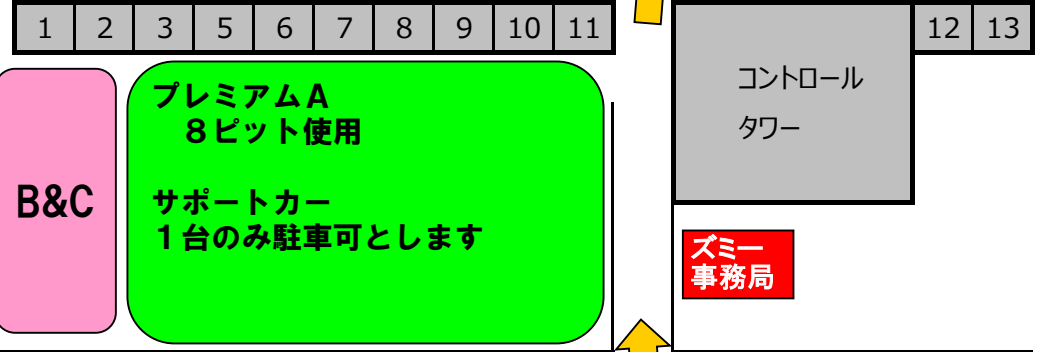 1 2 3 5 6 7 8 9 10 11 12 13
コントロール
タワー
プレミアムA
8ピット使用
サポートカー
1台のみ駐車可とします
B&C
ズミー
事務局